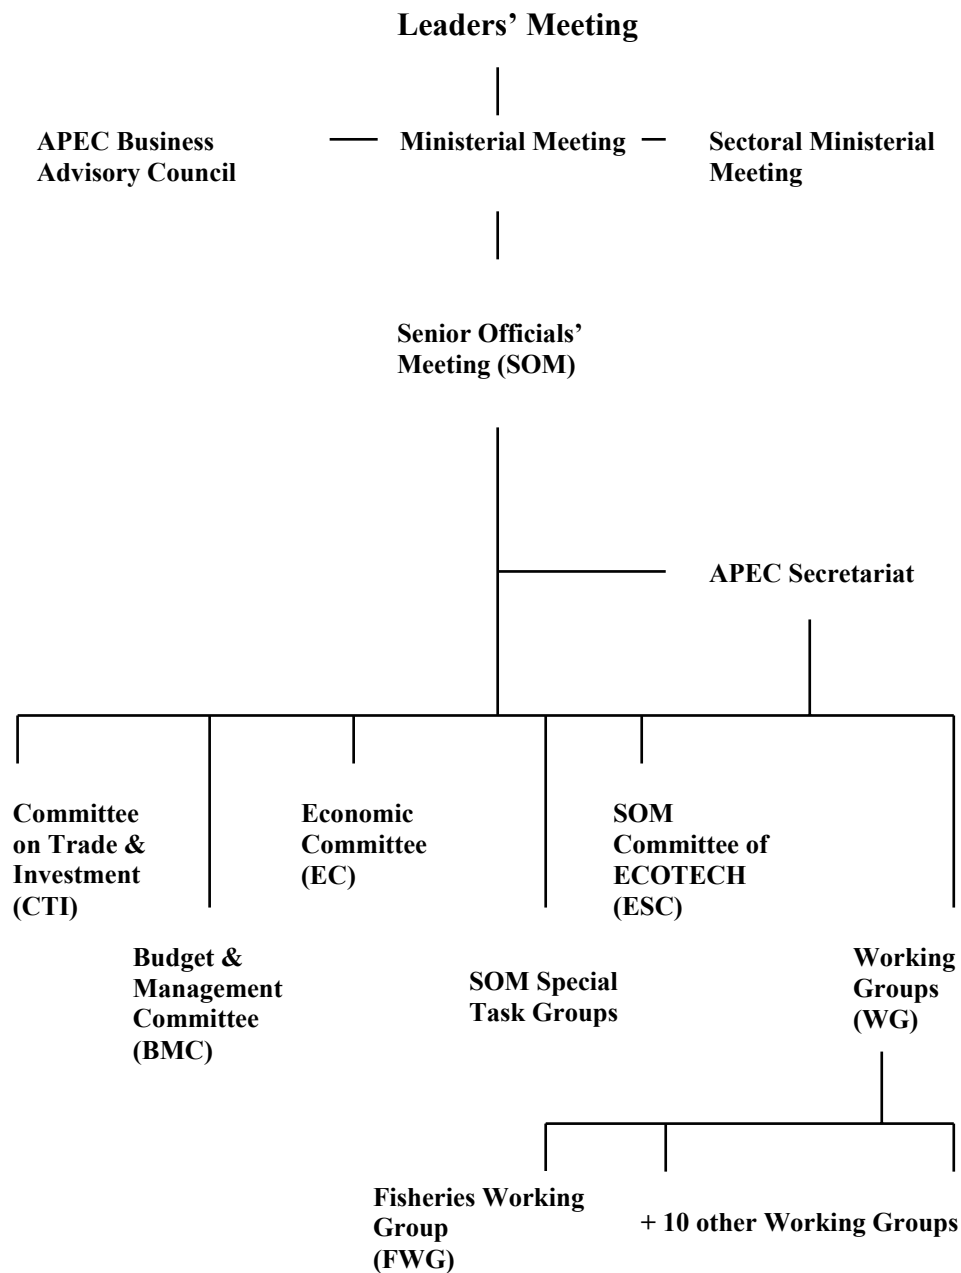 Leaders’ Meeting
APEC Business
Advisory Council
Ministerial Meeting
Sectoral Ministerial
Meeting
Senior Officials’
Meeting (SOM)
APEC Secretariat
Committee
on Trade &
Investment
(CTI)
Economic
Committee
(EC)
SOM
Committee of
ECOTECH
(ESC)
Budget &
Management
Committee
(BMC)
SOM Special
Task Groups
Working
Groups
(WG)
Fisheries Working
Group
(FWG)
+ 10 other Working Groups